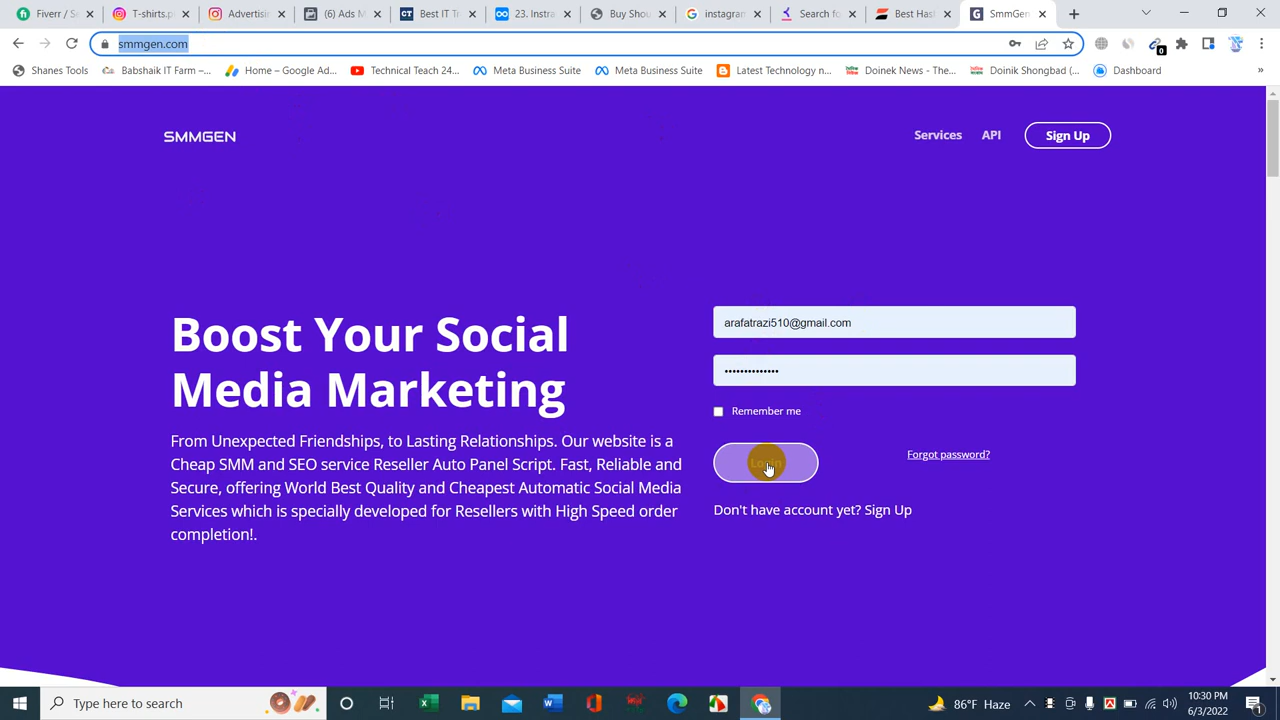 Fiverr / S
T-shirts.p
Advertisin
(6) Ads M
Best IT Tr
23. Instra
Buy Shou
instrgran
Search fo
Best Hash
SmmGen
smmgen.com
0
Shanes Tools
Babshaik IT Farm –...
Home – Google Ad...
Technical Teach 24...
Meta Business Suite
Meta Business Suite
Latest Technology n...
Doinek News - The...
Doinik Shongbad (...
Dashboard
»
SMMGEN
Services
API
Sign Up
Boost Your Social
Media Marketing
From Unexpected Friendships, to Lasting Relationships. Our website is a
Cheap SMM and SEO service Reseller Auto Panel Script. Fast, Reliable and
Secure, offering World Best Quality and Cheapest Automatic Social Media
Services which is specially developed for Resellers with High Speed order
completion!.
arafatrazi510@gmail.com
••••••••••••••
Remember me
Login
Forgot password?
Don't have account yet? Sign Up
Type here to search
86°F Haze
10:30 PM
6/3/2022
1